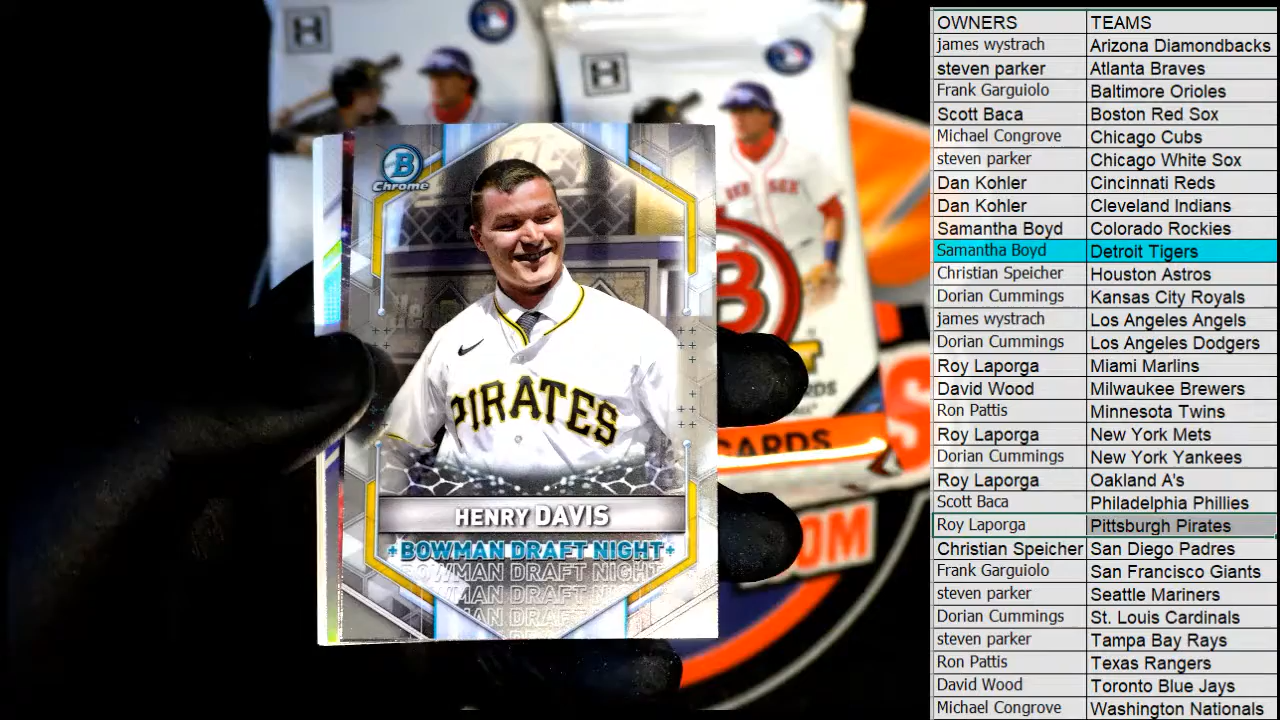 H
H
RED SOX
B
Chrome
PIRATES
HENRY DAVIS
BOWMAN DRAFT NIGHT
BOWMAN DRAFT NIGHT
CARDS
OM
OWNERS TEAMS
james wystrach Arizona Diamondbacks
steven parker Atlanta Braves
Frank Garguiolo Baltimore Orioles
Scott Baca Boston Red Sox
Michael Congrove Chicago Cubs
steven parker Chicago White Sox
Dan Kohler Cincinnati Reds
Dan Kohler Cleveland Indians
Samantha Boyd Colorado Rockies
Samantha Boyd Detroit Tigers
Christian Speicher Houston Astros
Dorian Cummings Kansas City Royals
james wystrach Los Angeles Angels
Dorian Cummings Los Angeles Dodgers
Roy Laporga Miami Marlins
David Wood Milwaukee Brewers
Ron Pattis Minnesota Twins
Roy Laporga New York Mets
Dorian Cummings New York Yankees
Roy Laporga Oakland A's
Scott Baca Philadelphia Phillies
Roy Laporga Pittsburgh Pirates
Christian Speicher San Diego Padres
Frank Garguiolo San Francisco Giants
steven parker Seattle Mariners
Dorian Cummings St. Louis Cardinals
steven parker Tampa Bay Rays
Ron Pattis Texas Rangers
David Wood Toronto Blue Jays
Michael Congrove Washington Nationals